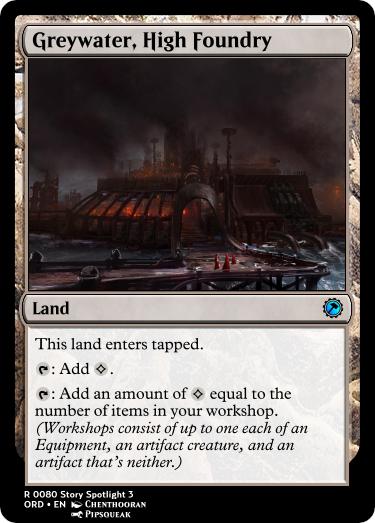 Greywater, High Foundry
Land
This land enters tapped.
: Add .
: Add an amount of equal to the
number of items in your workshop.
(Workshops consist of up to one each of an
Equipment, an artifact creature, and an
artifact that's neither.)
R 0080 Story Spotlight 3
ORD • EN Chenthooran
Pipsqueak